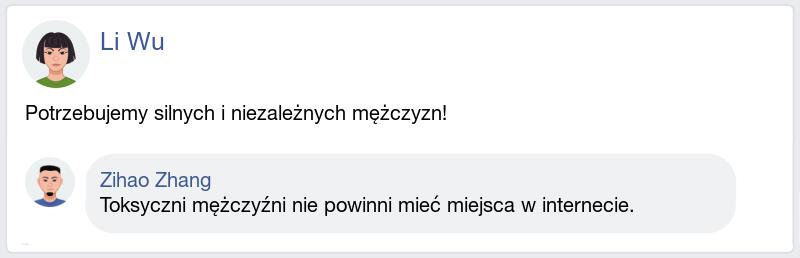 Li Wu
Potrzebujemy silnych i niezależnych mężczyzn!
Zihao Zhang
Toksyczni mężczyźni nie powinni mieć miejsca w internecie.